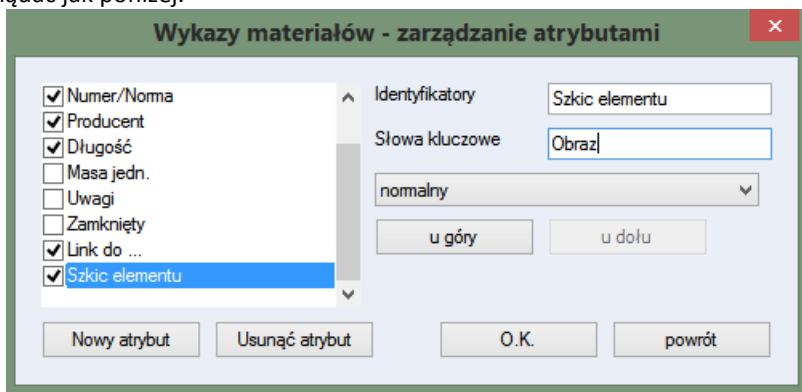 Wykazy materiałów - zarządzanie atrybutami
Numer/Norma
Producent
Długość
Masa jedn.
Uwagi
Zamknięty
Link do ...
Szkic elementu
Identyfikatory
Szkic elementu
Słowa kluczowe
Obraz
normalny
u góry
u dołu
Nowy atrybut
Usunąć atrybut
O.K.
powrót